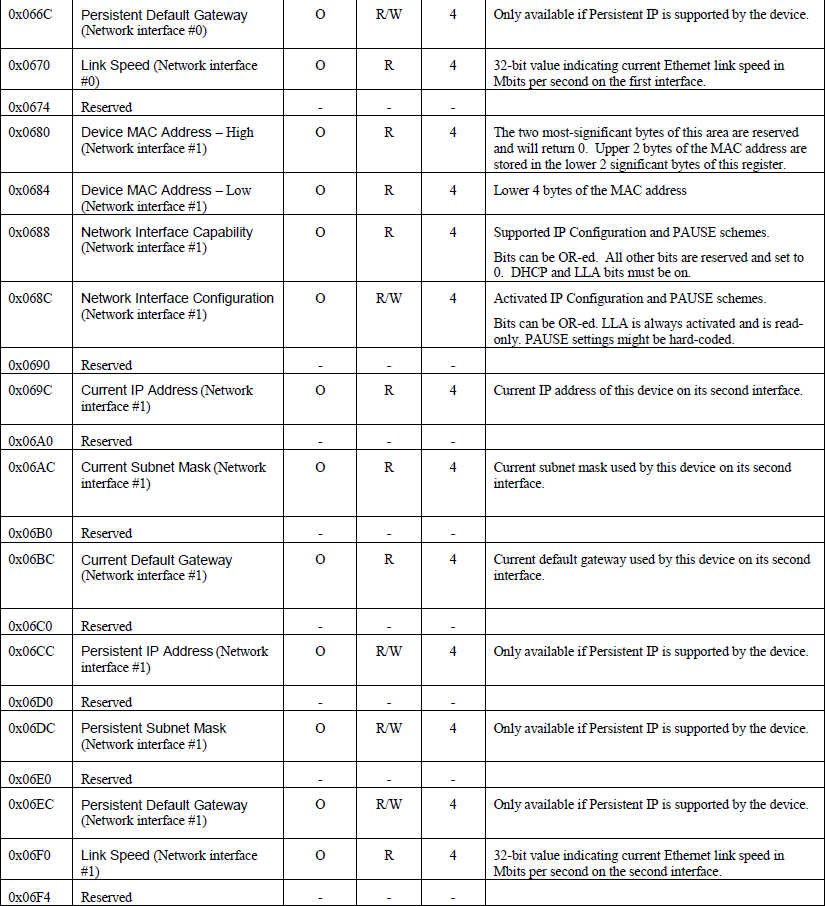 0x066C Persistent Default Gateway O R/W 4 Only available if Persistent IP is supported by the device.
(Network interface #0)
0x0670 Link Speed (Network interface O R 4 32-bit value indicating current Ethernet link speed in
#0) Mbits per second on the first interface.
0x0674 Reserved - - -
0x0680 Device MAC Address – High O R 4 The two most-significant bytes of this area are reserved
(Network interface #1) and will return 0. Upper 2 bytes of the MAC address are
stored in the lower 2 significant bytes of this register.
0x0684 Device MAC Address – Low O R 4 Lower 4 bytes of the MAC address
(Network interface #1)
0x0688 Network Interface Capability O R 4 Supported IP Configuration and PAUSE schemes.
(Network interface #1)
Bits can be OR-ed. All other bits are reserved and set to
0. DHCP and LLA bits must be on.
0x068C Network Interface Configuration O R/W 4 Activated IP Configuration and PAUSE schemes.
(Network interface #1)
Bits can be OR-ed. LLA is always activated and is read-
only. PAUSE settings might be hard-coded.
0x0690 Reserved - - -
0x069C Current IP Address (Network O R 4 Current IP address of this device on its second interface.
interface #1)
0x06A0 Reserved - - -
0x06AC Current Subnet Mask (Network O R 4 Current subnet mask used by this device on its second
interface #1) interface.
0x06B0 Reserved - - -
0x06BC Current Default Gateway O R 4 Current default gateway used by this device on its second
(Network interface #1) interface.
0x06C0 Reserved - - -
0x06CC Persistent IP Address (Network O R/W 4 Only available if Persistent IP is supported by the device.
interface #1)
0x06D0 Reserved - - -
0x06DC Persistent Subnet Mask O R/W 4 Only available if Persistent IP is supported by the device.
(Network interface #1)
0x06E0 Reserved - - -
0x06EC Persistent Default Gateway O R/W 4 Only available if Persistent IP is supported by the device.
(Network interface #1)
0x06F0 Link Speed (Network interface O R 4 32-bit value indicating current Ethernet link speed in
#1) Mbits per second on the second interface.
0x06F4 Reserved - - -